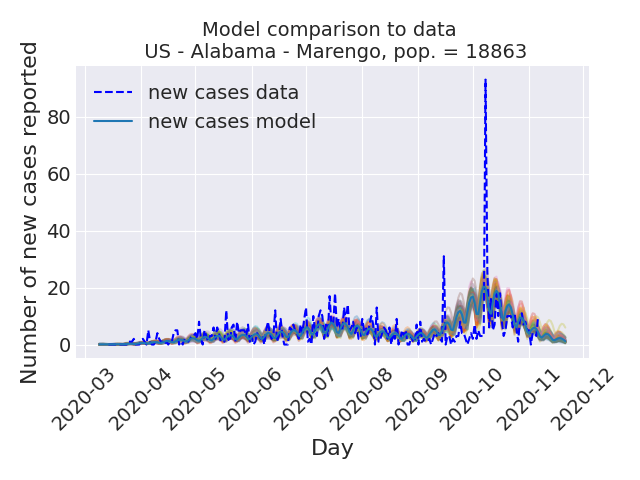 Model comparison to data
US - Alabama - Marengo, pop. = 18863
Number of new cases reported
new cases data
new cases model
80
60
40
20
0
2020-03
2020-04
2020-05
2020-06
2020-07
2020-08
2020-09
2020-10
2020-11
2020-12
Day